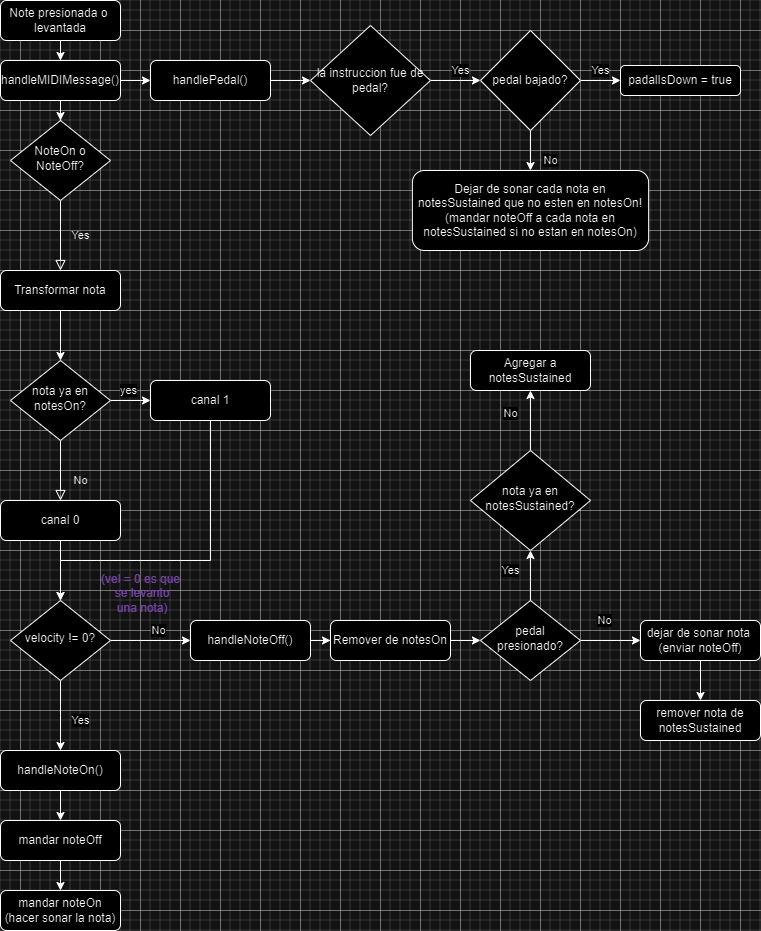 Note presionada o
levantada
handleMIDIMessage()
handlePedal()
la instruccion fue de
pedal?
Yes
pedal bajado?
Yes
padalIsDown = true
No
Dejar de sonar cada nota en
notesSustained que no esten en notesOn!
(mandar noteOff a cada nota en
notesSustained si no estan en notesOn)
NoteOn o
NoteOff?
Yes
Transformar nota
nota ya en
notesOn?
yes
canal 1
No
canal 0
Agregar a
notesSustained
No
nota ya en
notesSustained?
Yes
(vel = 0 es que
se levanto
una nota)
velocity != 0?
No
handleNoteOff()
Remover de notesOn
pedal
presionado?
No
dejar de sonar nota
(enviar noteOff)
remover nota de
notesSustained
Yes
handleNoteOn()
mandar noteOff
mandar noteOn
(hacer sonar la nota)